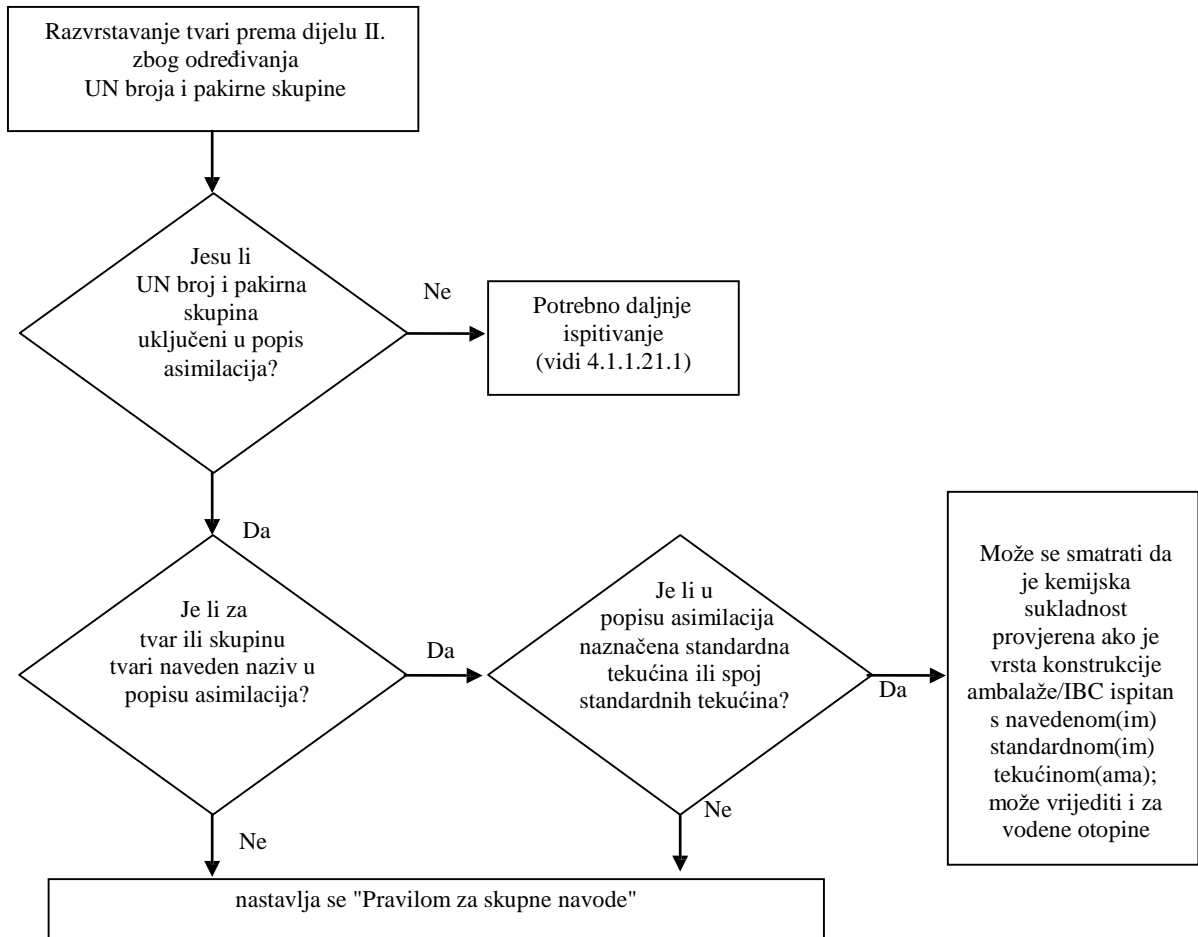 Razvrstavanje tvari prema dijelu II.
zbog određivanja
UN broja i pakirne skupine
Jesu li
UN broj i pakirna
skupina
uključeni u popis
asimilacija?
Ne
Potrebno daljnje
ispitivanje
(vidi 4.1.1.21.1)
Da
Je li za
tvar ili skupinu
tvari naveden naziv u
popisu asimilacija?
Da
Je li u
popisu asimilacija
naznačena standardna
tekućina ili spoj
standardnih tekućina?
Da
Može se smatrati da
je kemijska
sukladnost
provjerena ako je
vrsta konstrukcije
ambalaže/IBC ispitan
s navedenom(im)
standardnom(im)
tekućinom(ama);
može vrijediti i za
vodene otopine
Ne
Ne
nastavlja se "Pravilom za skupne navode"